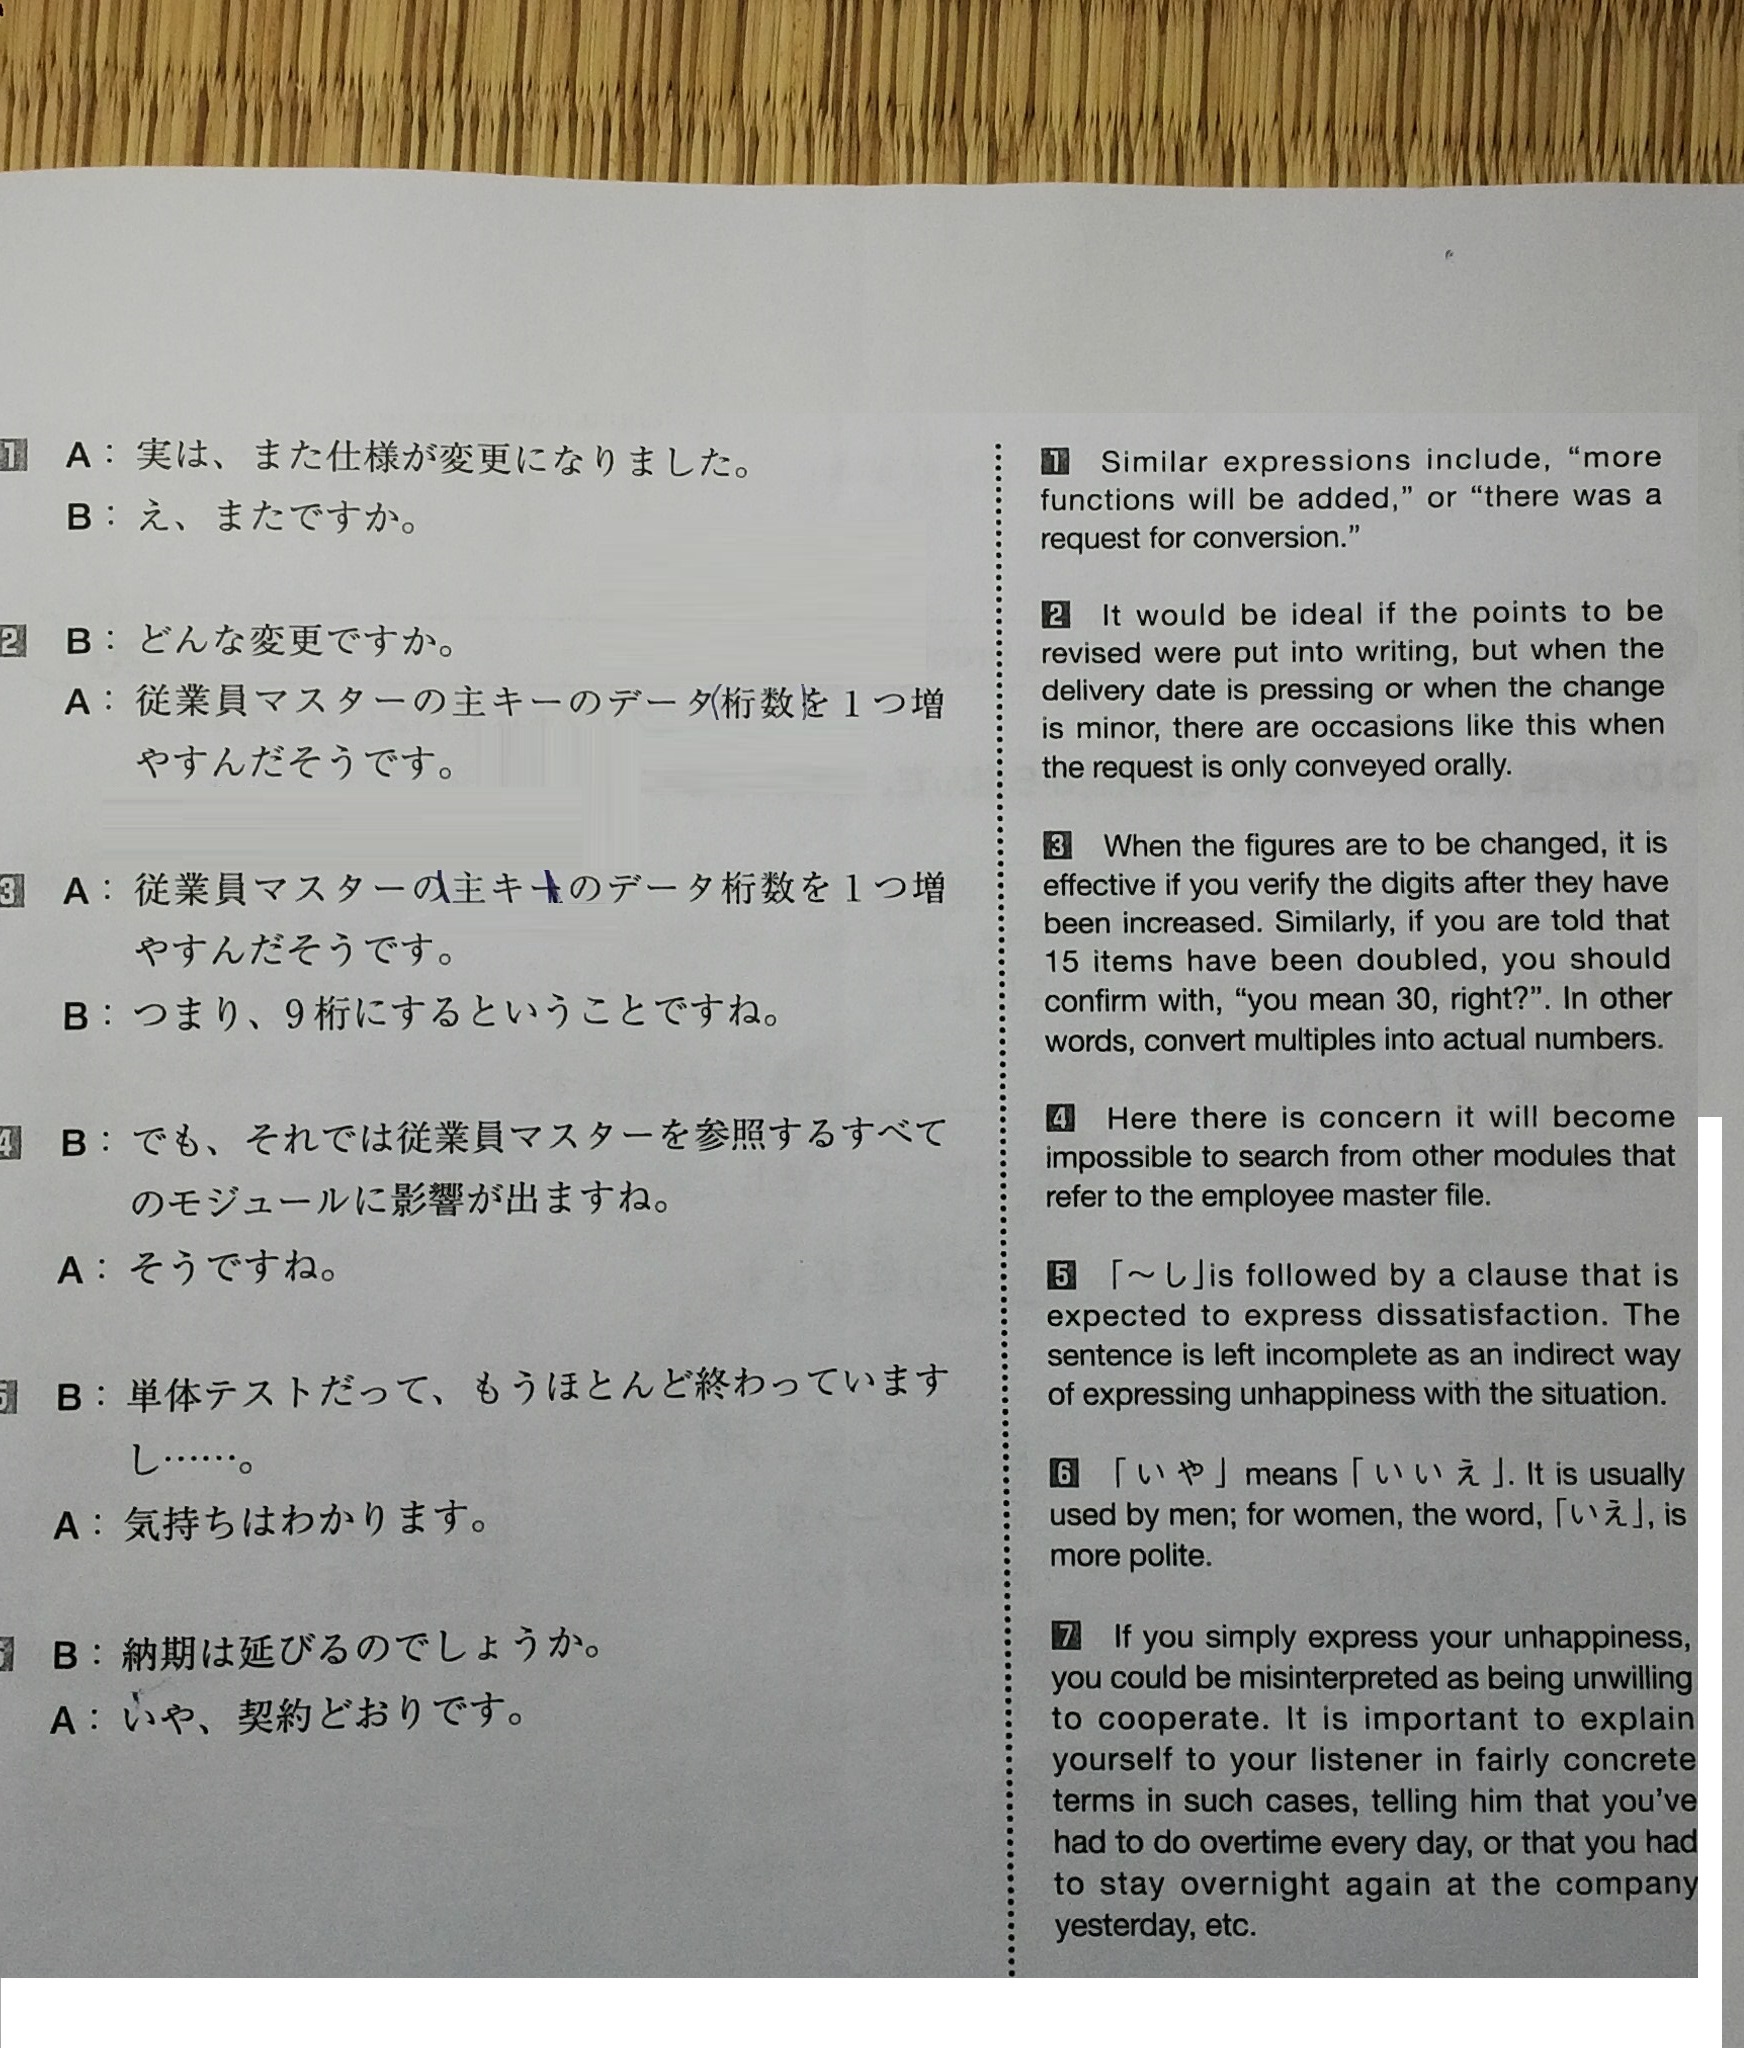 1 A：実は、また仕様が変更になりました。
B：え、またですか。
2 B：どんな変更ですか。
A：従業員マスターの主キーのデータ(桁数)を1つ増
やすんだそうです。
3 A：従業員マスターの主キーのデータ桁数を1つ増
やすんだそうです。
B：つまり、9桁にするということですね。
4 B：でも、それでは従業員マスターを参照するすべて
のモジュールに影響が出ますね。
A：そうですね。
5 B：単体テストだって、もうほとんど終わっています
し……。
A：気持ちはわかります。
B：納期は延びるのでしょうか。
A：いや、契約どおりです。
1 Similar expressions include, “more
functions will be added,” or “there was a
request for conversion.”
2 It would be ideal if the points to be
revised were put into writing, but when the
delivery date is pressing or when the change
is minor, there are occasions like this when
the request is only conveyed orally.
3 When the figures are to be changed, it is
effective if you verify the digits after they have
been increased. Similarly, if you are told that
15 items have been doubled, you should
confirm with, “you mean 30, right?”. In other
words, convert multiples into actual numbers.
4 Here there is concern it will become
impossible to search from other modules that
refer to the employee master file.
5 「～し」is followed by a clause that is
expected to express dissatisfaction. The
sentence is left incomplete as an indirect way
of expressing unhappiness with the situation.
6 「いや」 means 「いいえ」. It is usually
used by men; for women, the word, 「いえ」, is
more polite.
7 If you simply express your unhappiness,
you could be misinterpreted as being unwilling
to cooperate. It is important to explain
yourself to your listener in fairly concrete
terms in such cases, telling him that you’ve
had to do overtime every day, or that you had
to stay overnight again at the company
yesterday, etc.